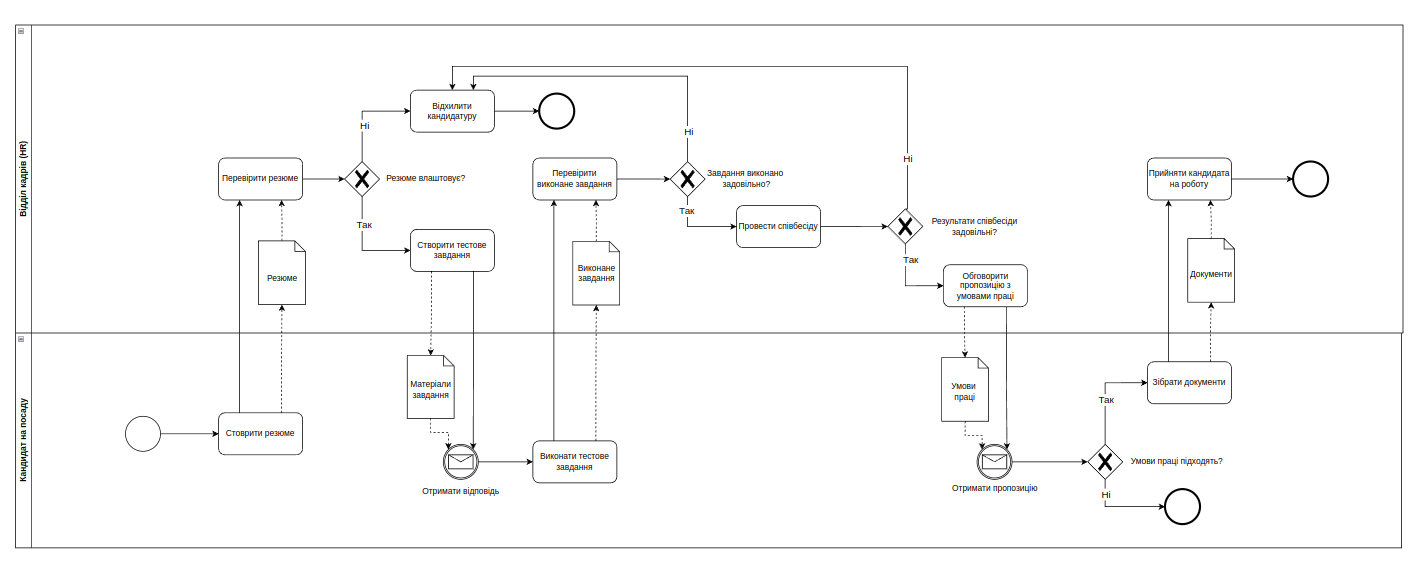 Відділ кадрів (HR)
Відхилити
кандидатуру
Ні
Ні
Ні
Перевірити резюме
Резюме влаштовує?
Перевірити
виконане завдання
Завдання виконано
задовільно?
Прийняти кандидата
на роботу
Так
Так
Провести співбесіду
Результати співбесіди
задовільні?
Створити тестове
завдання
Так
Резюме
Виконане
завдання
Обговорити
пропозицію з
умовами праці
Документи
Кандидат на посаду
Матеріали
завдання
Умови
праці
Зібрати документи
Так
Стоврити резюме
Виконати тестове
завдання
Умови праці підходять?
Отримати відповідь
Отримати пропозицію
Ні